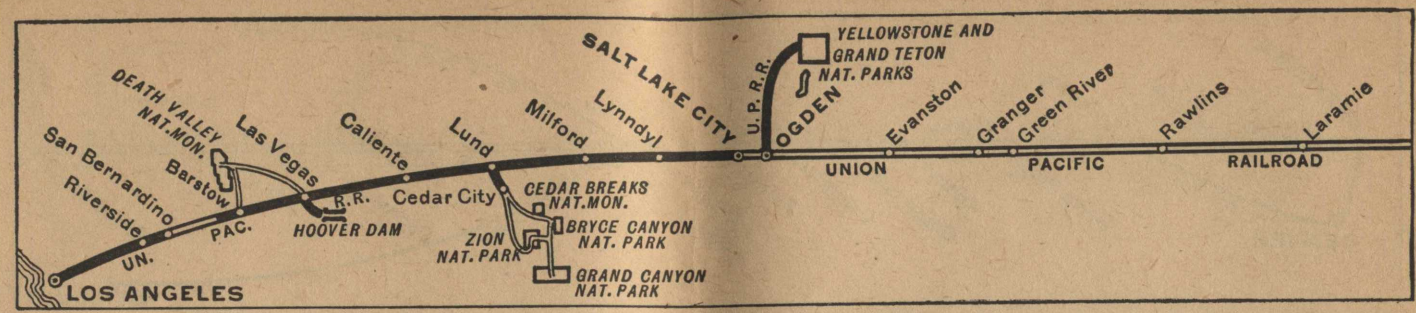 LOS ANGELES
UN.
PAC.
R.R.
Riverside
San Bernardino
Barstow
DEATH VALLEY
NAT. MON.
Las Vegas
HOOVER DAM
Caliente
Lund
Cedar City
CEDAR BREAKS
NAT. MON.
BRYCE CANYON
NAT. PARK
ZION
NAT. PARK
GRAND CANYON
NAT. PARK
Milford
Lynndyl
SALT LAKE CITY
U.P.R.R.
OGDEN
YELLOWSTONE AND
GRAND TETON
NAT. PARKS
Evanston
Granger
Green River
Rawlins
Laramie
UNION
PACIFIC
RAILROAD